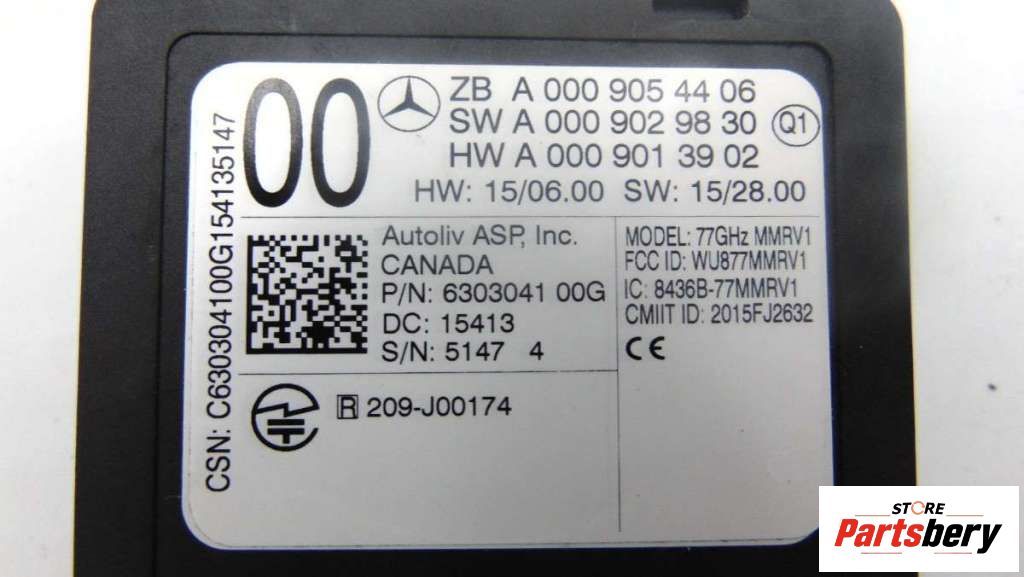 00
ZB A 000 905 44 06
SW A 000 902 98 30
Q1
HW A 000 901 39 02
HW: 15/06.00 SW: 15/28.00
CSN: C630304100G154135147
Autoliv ASP, Inc.
CANADA
P/N: 6303041 00G
DC: 15413
S/N: 5147 4
MODEL: 77GHz MMRV1
FCC ID: WU877MMRV1
IC: 8436B-77MMRV1
CMIIT ID: 2015FJ2632
CE
R 209-J00174
STORE
Partsbery